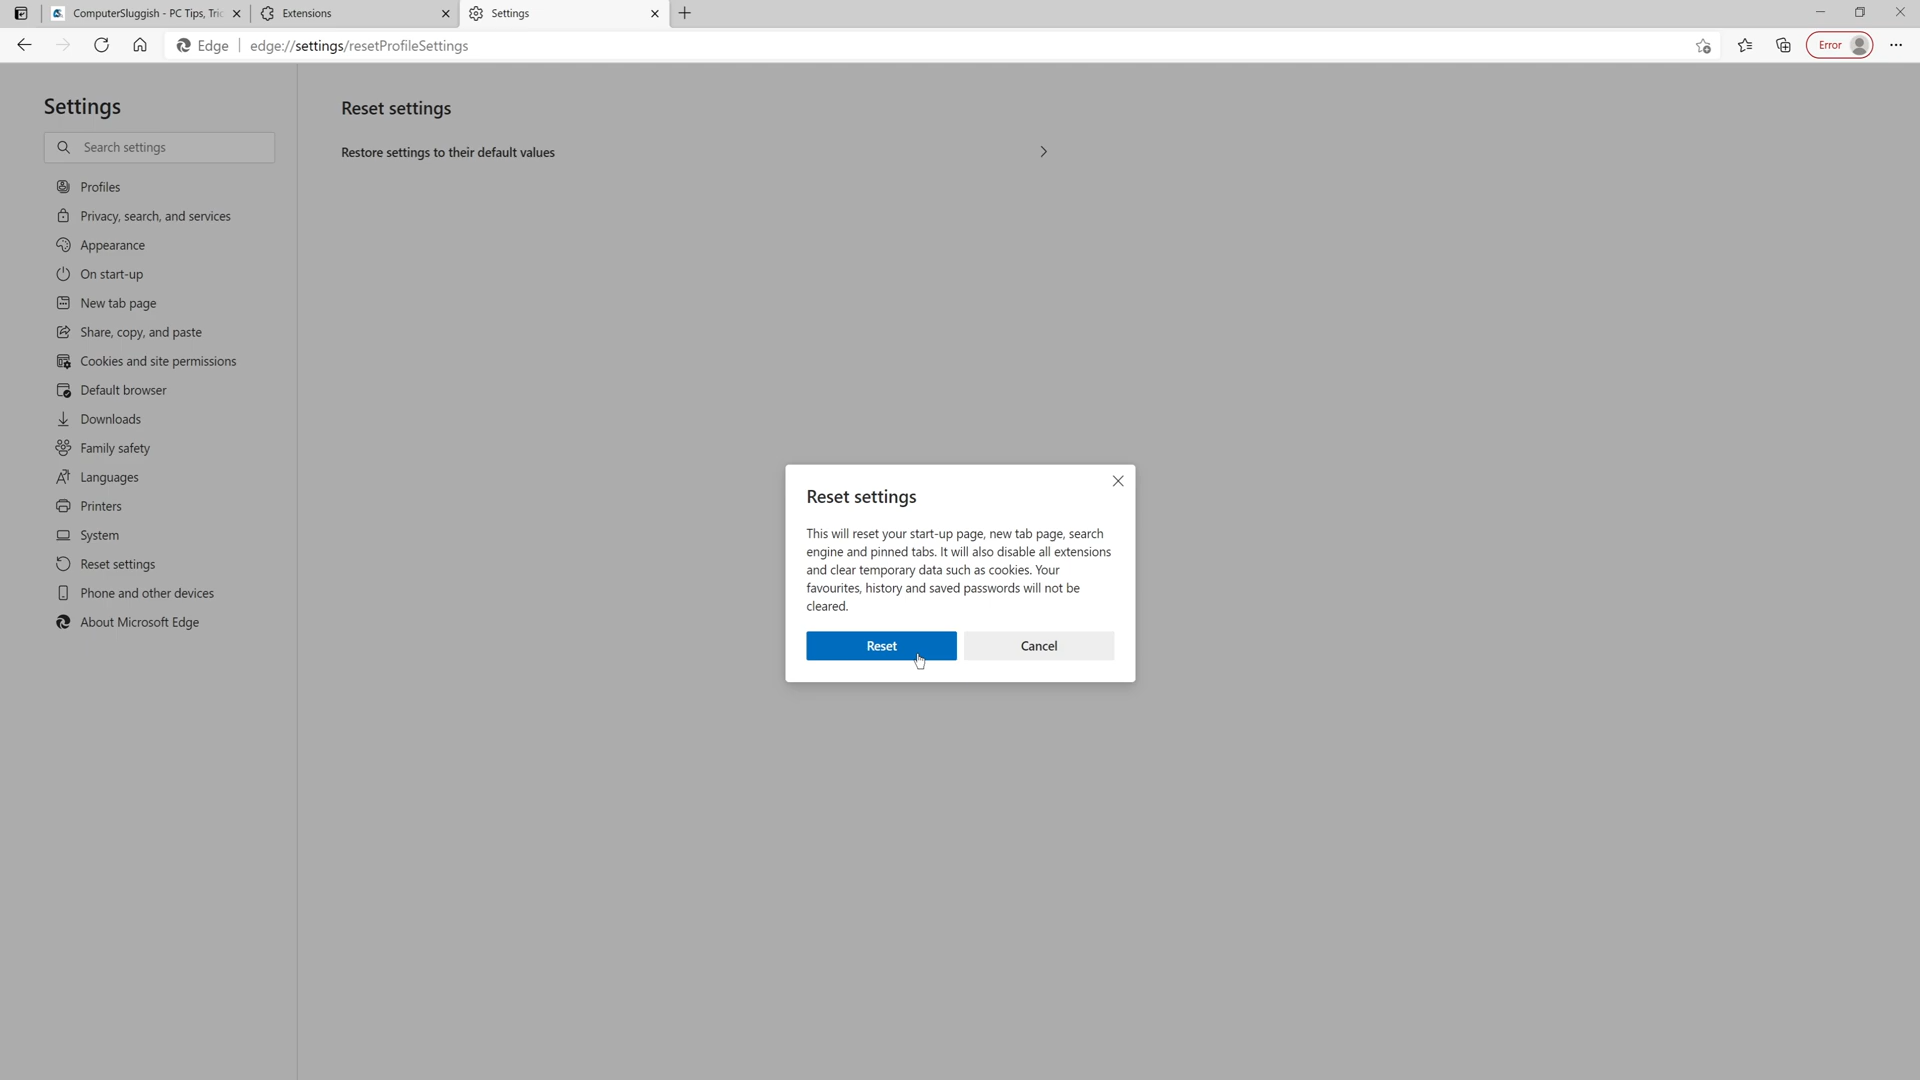 ComputerSluggish - PC Tips, Tric
Extensions
Settings
Edge
edge://settings/resetProfileSettings
Error
Settings
Search settings
Profiles
Privacy, search, and services
Appearance
On start-up
New tab page
Share, copy, and paste
Cookies and site permissions
Default browser
Downloads
Family safety
Languages
Printers
System
Reset settings
Phone and other devices
About Microsoft Edge
Reset settings
Restore settings to their default values
Reset settings
This will reset your start-up page, new tab page, search
engine and pinned tabs. It will also disable all extensions
and clear temporary data such as cookies. Your
favourites, history and saved passwords will not be
cleared.
Reset
Cancel